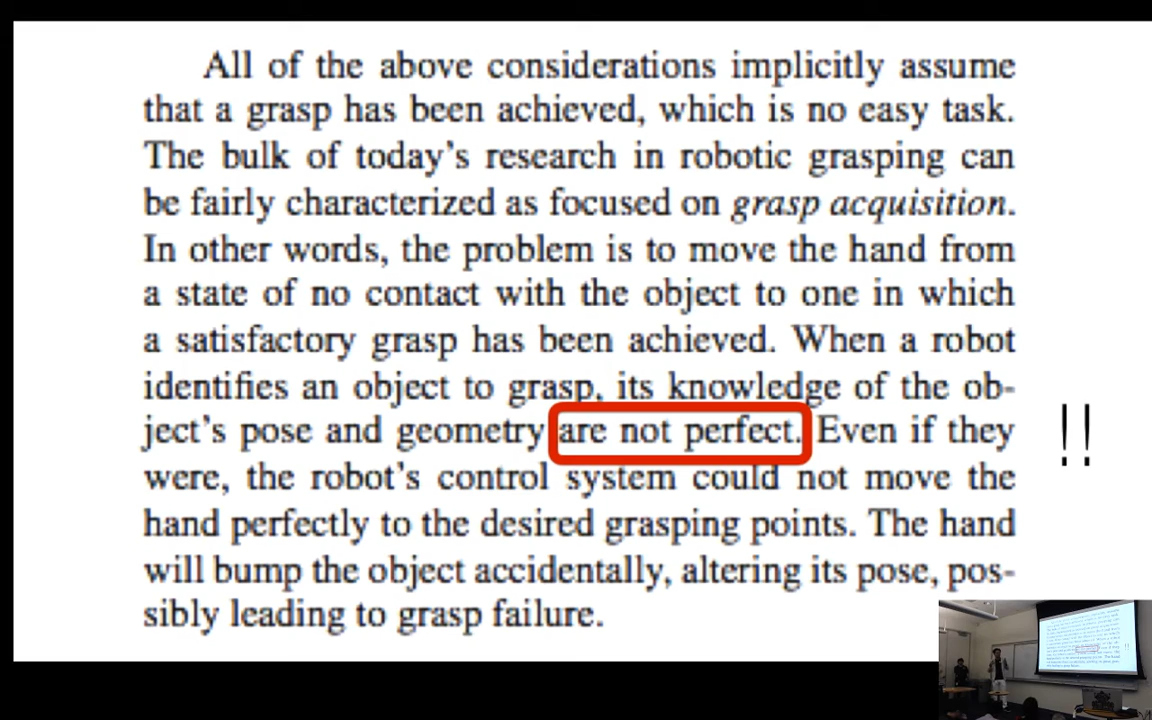 All of the above considerations implicitly assume
that a grasp has been achieved, which is no easy task.
The bulk of today's research in robotic grasping can
be fairly characterized as focused on grasp acquisition.
In other words, the problem is to move the hand from
a state of no contact with the object to one in which
a satisfactory grasp has been achieved. When a robot
identifies an object to grasp, its knowledge of the ob-
ject's pose and geometry are not perfect. Even if they !!
were, the robot's control system could not move the
hand perfectly to the desired grasping points. The hand
will bump the object accidentally, altering its pose, pos-
sibly leading to grasp failure.